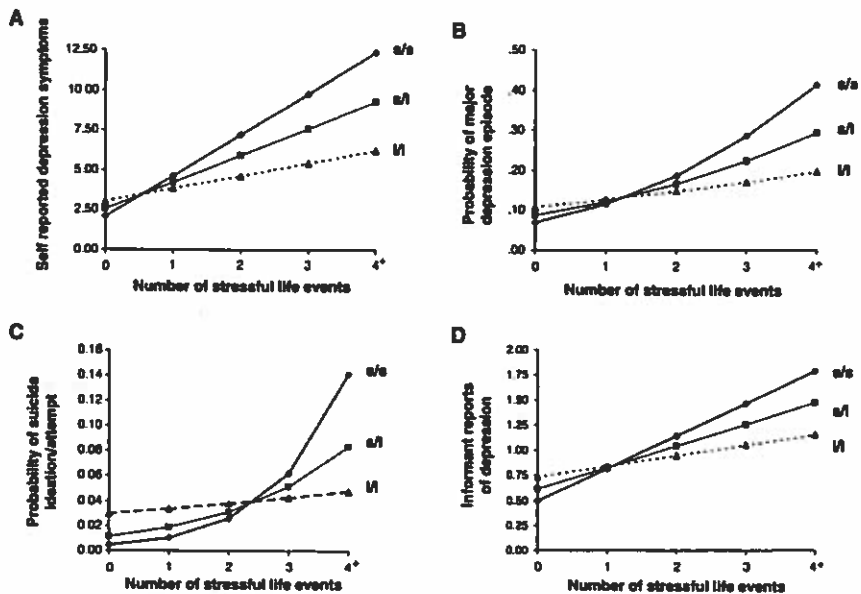 A
Self reported depression symptoms
12.50
10.00
7.50
5.00
2.50
0.00
0 1 2 3 4+
Number of stressful life events
s/s
s/l
l/l
B
Probability of major
depression episode
.50
.40
.30
.20
.10
.00
0 1 2 3 4+
Number of stressful life events
s/s
s/l
l/l
C
Probability of suicide
ideation/attempt
0.16
0.14
0.12
0.10
0.08
0.06
0.04
0.02
0.00
0 1 2 3 4+
Number of stressful life events
s/s
s/l
l/l
D
Informant reports
of depression
2.00
1.75
1.50
1.25
1.00
0.75
0.50
0.25
0.00
0 1 2 3 4+
Number of stressful life events
s/s
s/l
l/l